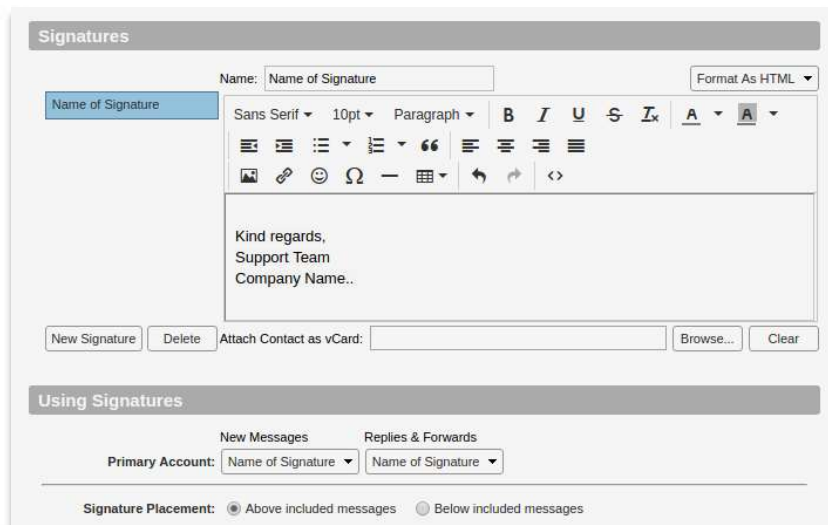 Signatures
Name: Name of Signature Format As HTML
Name of Signature
Sans Serif 10pt Paragraph B I U S Tx A A
Kind regards,
Support Team
Company Name..
New Signature Delete Attach Contact as vCard: Browse... Clear
Using Signatures
New Messages Replies & Forwards
Primary Account: Name of Signature Name of Signature
Signature Placement: Above included messages Below included messages